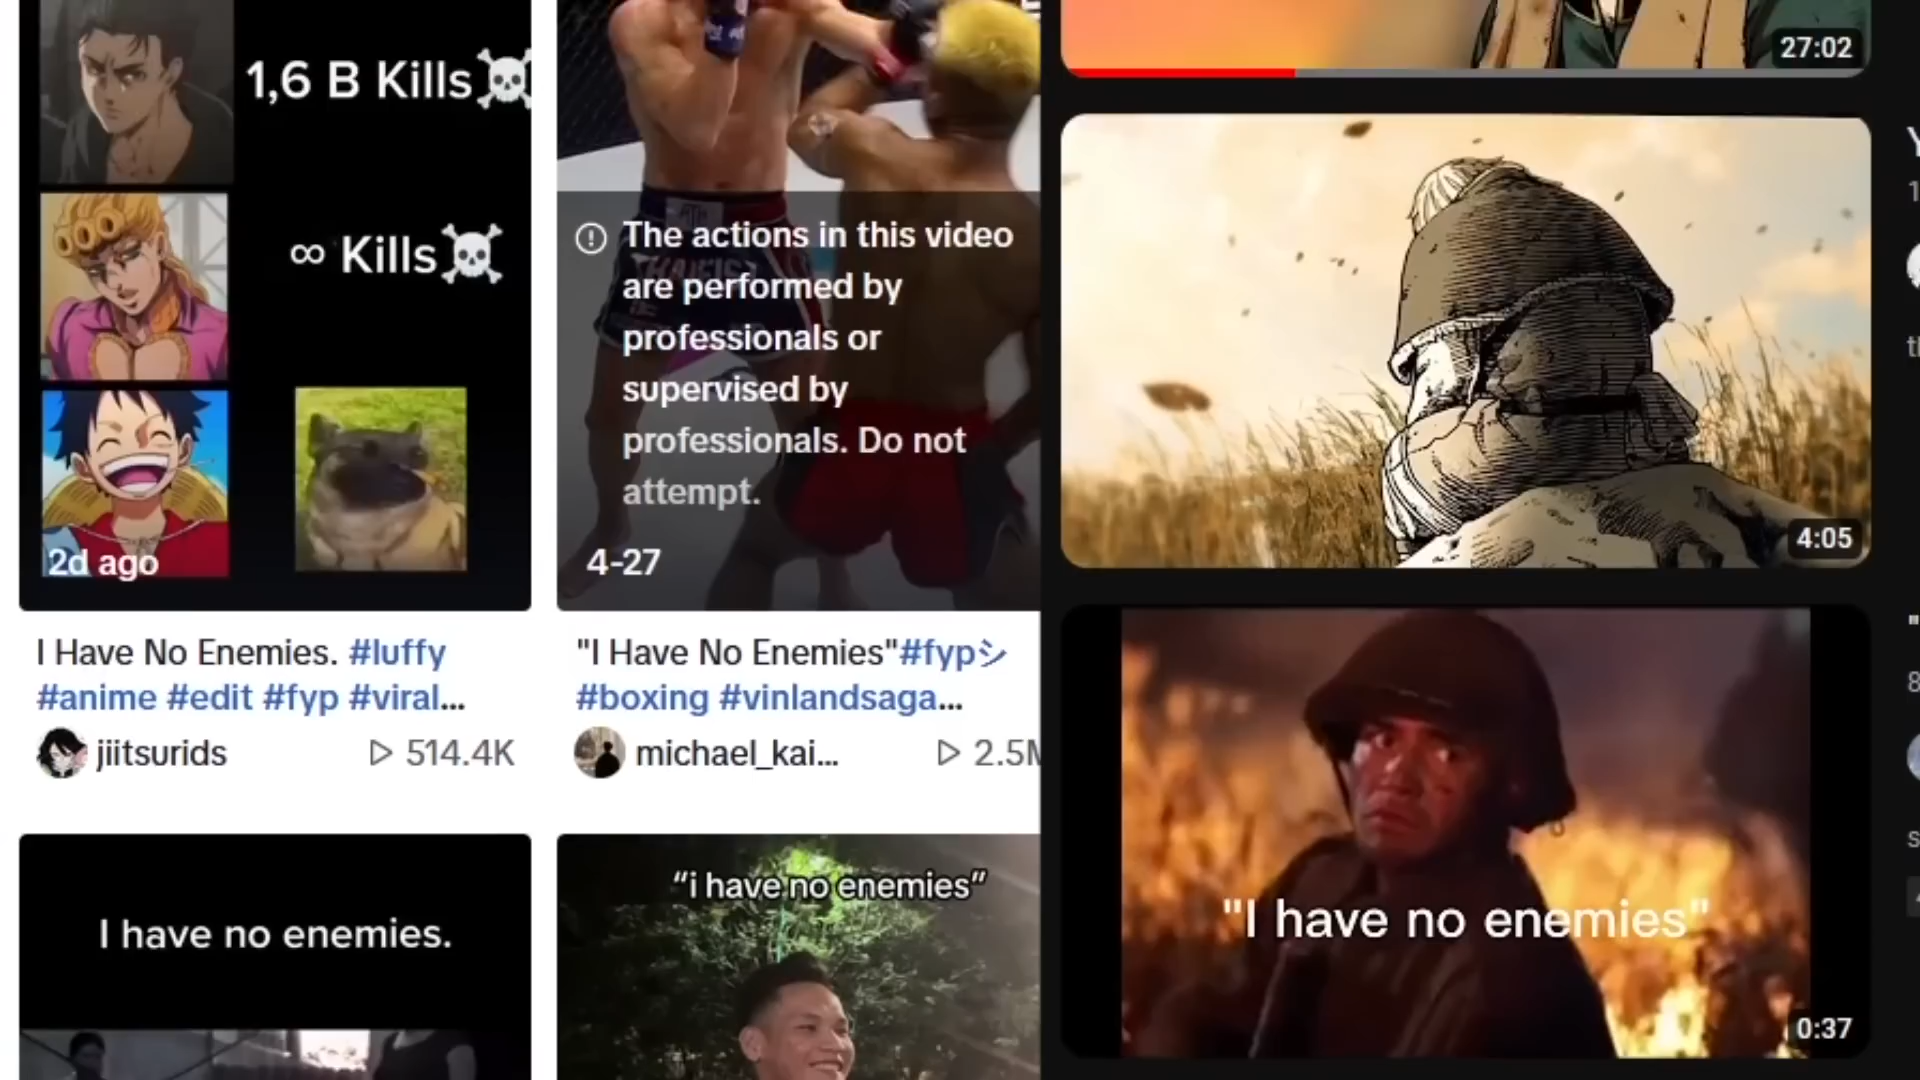 1,6 B Kills☠
∞ Kills☠
2d ago
I Have No Enemies. #luffy
#anime #edit #fyp #viral...
jiitsurids
514.4K
I have no enemies.
The actions in this video
are performed by
professionals or
supervised by
professionals. Do not
attempt.
4-27
"I Have No Enemies"#fypシ
#boxing #vinlandsaga...
michael_kai...
2.5M
“i have no enemies”
27:02
4:05
"I have no enemies"
0:37